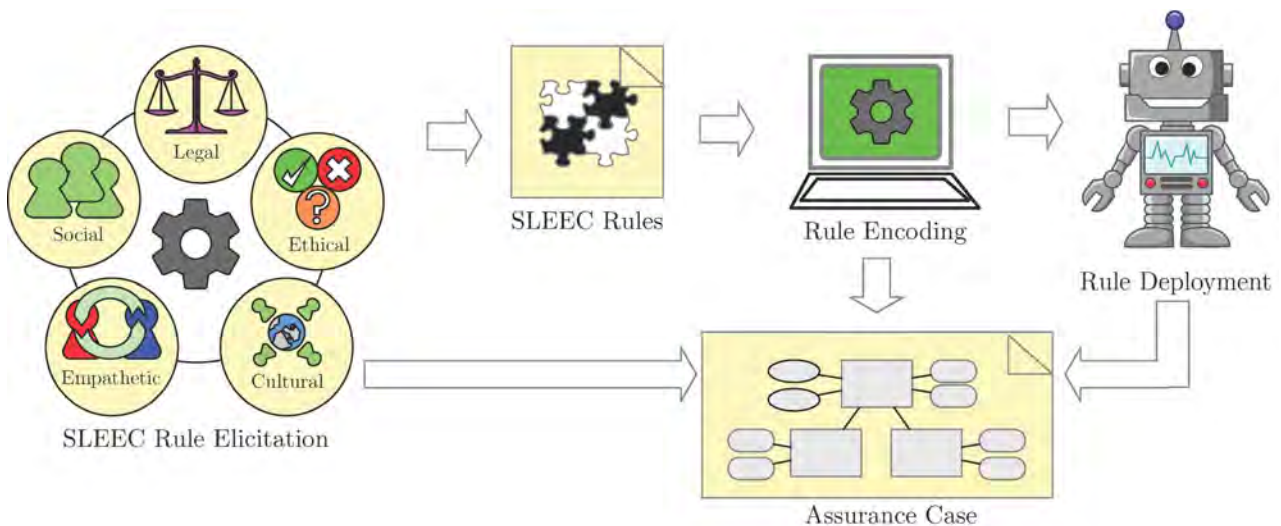 Legal
Social
Ethical
Empathetic
Cultural
SLEEC Rule Elicitation
SLEEC Rules
Rule Encoding
Rule Deployment
Assurance Case